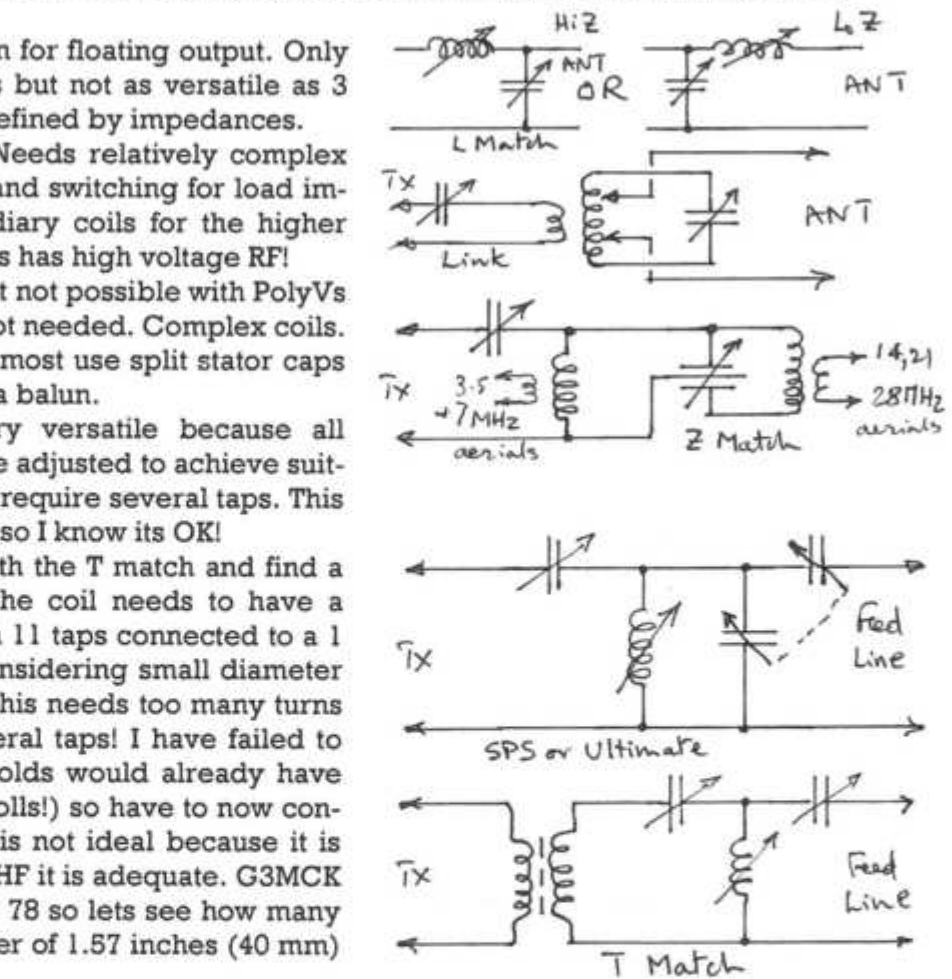 n for floating output. Only
s but not as versatile as 3
efined by impedances.
Needs relatively complex
and switching for load im-
diary coils for the higher
s has high voltage RF!
t not possible with PolyVs
ot needed. Complex coils.
most use split stator caps
a balun.
ry versatile because all
e adjusted to achieve suit-
require several taps. This
so I know its OK!
th the T match and find a
he coil needs to have a
n 11 taps connected to a 1
nsidering small diameter
his needs too many turns
eral taps! I have failed to
olds would already have
olls!) so have to now con-
is not ideal because it is
HF it is adequate. G3MCK
78 so lets see how many
er of 1.57 inches (40 mm)
HiZ
ANT
OR
LoZ
ANT
L Match
Tx
Link
ANT
Tx
3.5
+7MHz
aerials
Z Match
14,21
28MHz
aerials
Tx
Feed
Line
SPS or Ultimate
Tx
Feed
Line
T Match